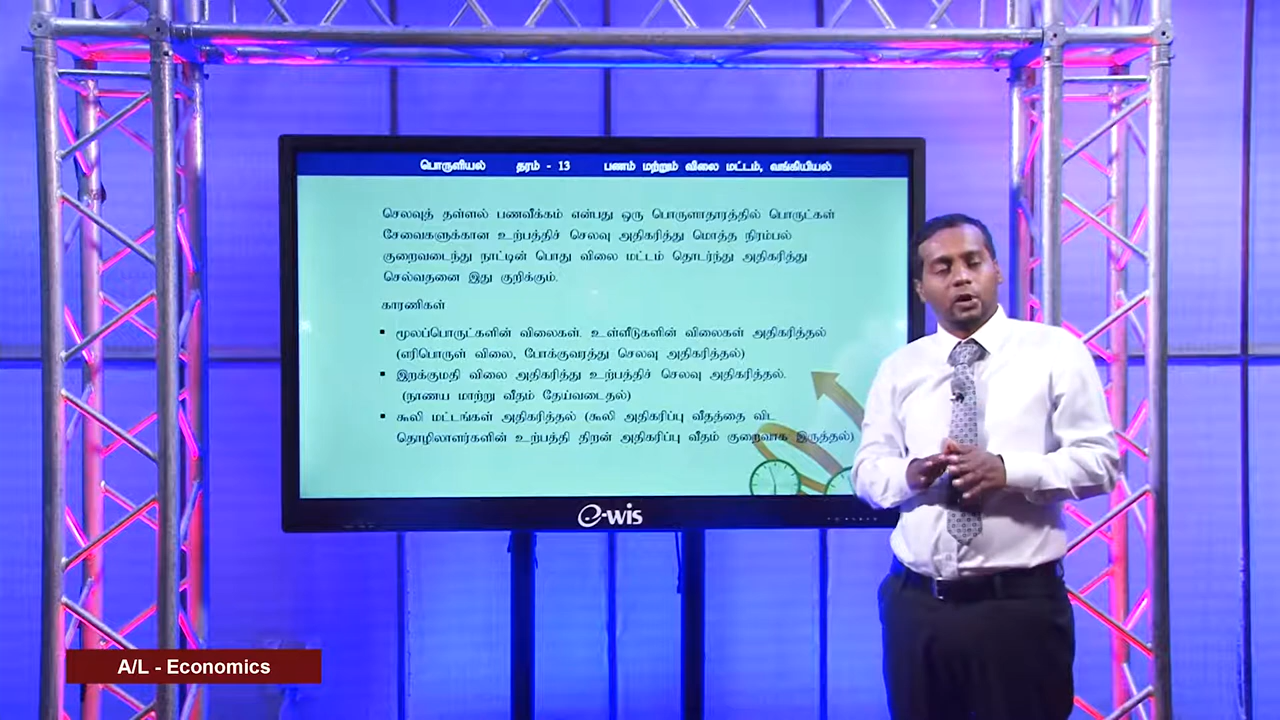 பொருளியல் தரம் - 13 பணம் மற்றும் விலை மட்டம், வங்கியியல்
செலவுத் தள்ளல் பணவீக்கம் என்பது ஒரு பொருளாதாரத்தில் பொருட்கள்
சேவைகளுக்கான உற்பத்திச் செலவு அதிகரித்து மொத்த நிரம்பல்
குறைவடைந்து நாட்டின் பொது விலை மட்டம் தொடர்ந்து அதிகரித்து
செல்வதனை இது குறிக்கும்.
காரணிகள்
▪ மூலப்பொருட்களின் விலைகள். உள்ளீடுகளின் விலைகள் அதிகரித்தல்
(எரிபொருள் விலை, போக்குவரத்து செலவு அதிகரித்தல்)
▪ இறக்குமதி விலை அதிகரித்து உற்பத்திச் செலவு அதிகரித்தல்.
(நாணய மாற்று வீதம் தேய்வடைதல்)
▪ கூலி மட்டங்கள் அதிகரித்தல் (கூலி அதிகரிப்பு வீதத்தை விட
தொழிலாளர்களின் உற்பத்தி திறன் அதிகரிப்பு வீதம் குறைவாக இருத்தல்)
e-wis
A/L - Economics